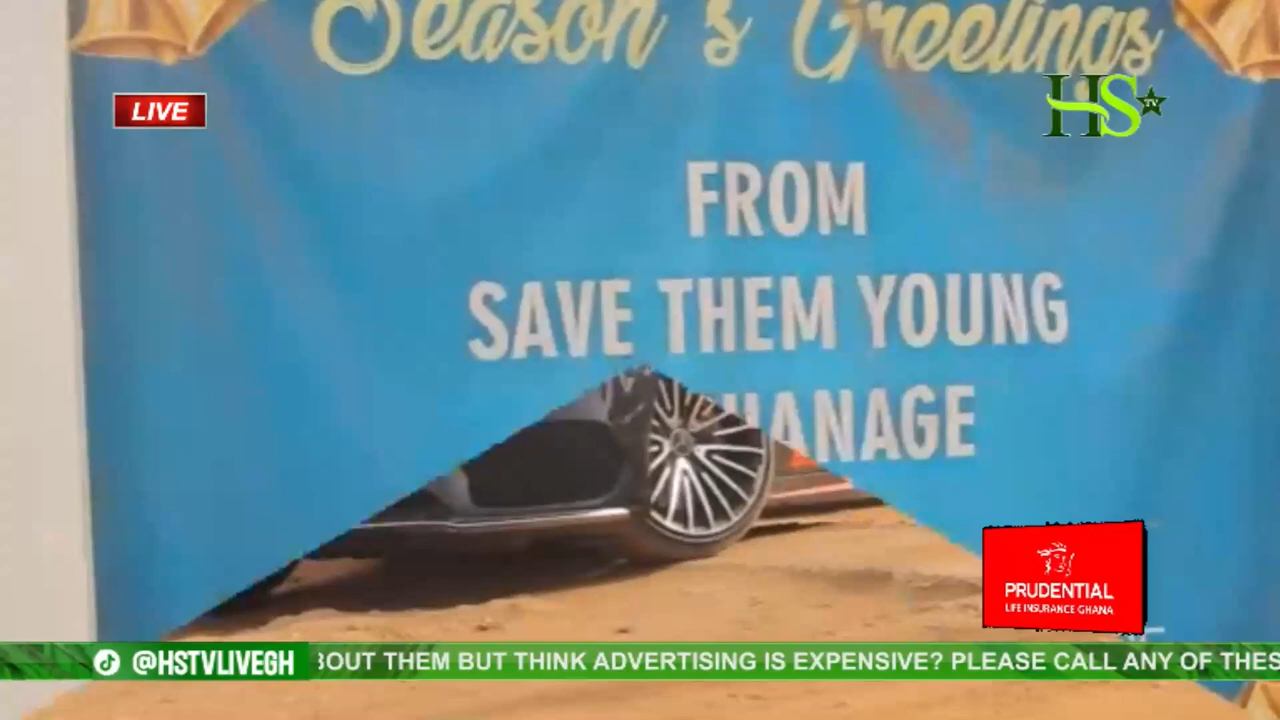 Season's Greetings
LIVE
HS TV
FROM
SAVE THEM YOUNG
PRUDENTIAL
LIFE INSURANCE GHANA
@HSTVLIVEGH
BOUT THEM BUT THINK ADVERTISING IS EXPENSIVE? PLEASE CALL ANY OF THES